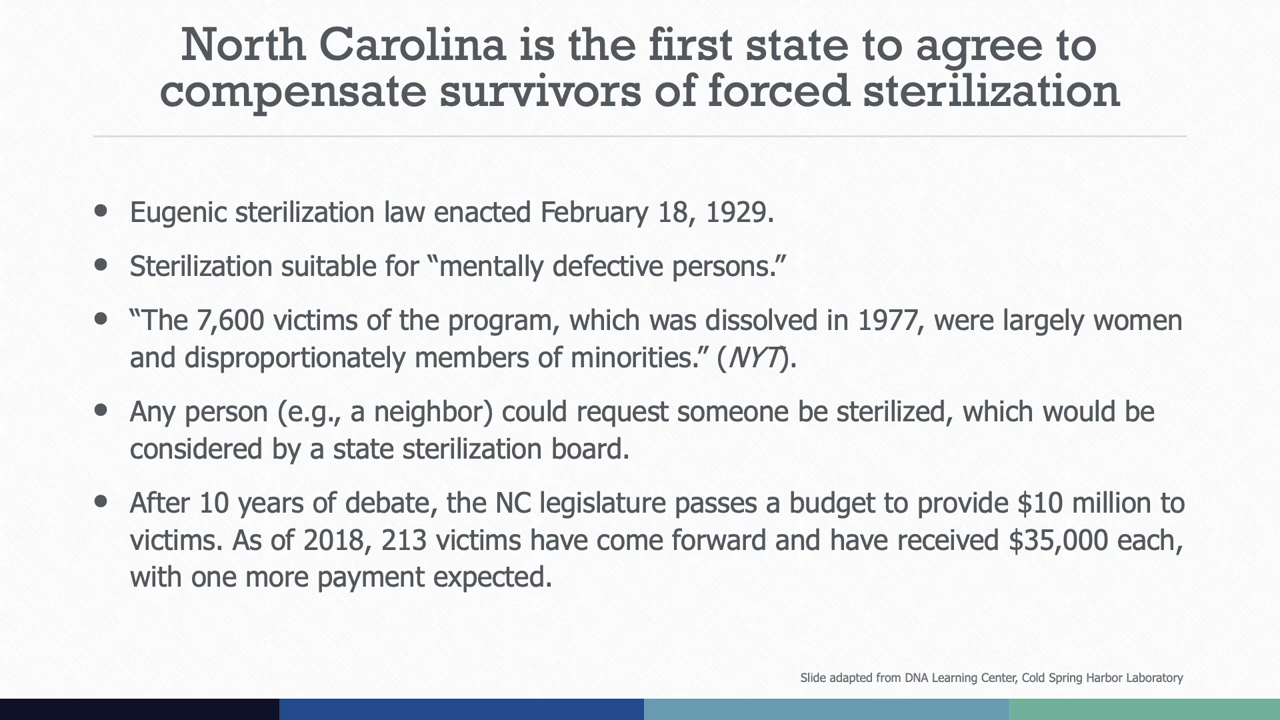 North Carolina is the first state to agree to
compensate survivors of forced sterilization
• Eugenic sterilization law enacted February 18, 1929.
• Sterilization suitable for “mentally defective persons.”
• “The 7,600 victims of the program, which was dissolved in 1977, were largely women
and disproportionately members of minorities.” (NYT).
• Any person (e.g., a neighbor) could request someone be sterilized, which would be
considered by a state sterilization board.
• After 10 years of debate, the NC legislature passes a budget to provide $10 million to
victims. As of 2018, 213 victims have come forward and have received $35,000 each,
with one more payment expected.
Slide adapted from DNA Learning Center, Cold Spring Harbor Laboratory